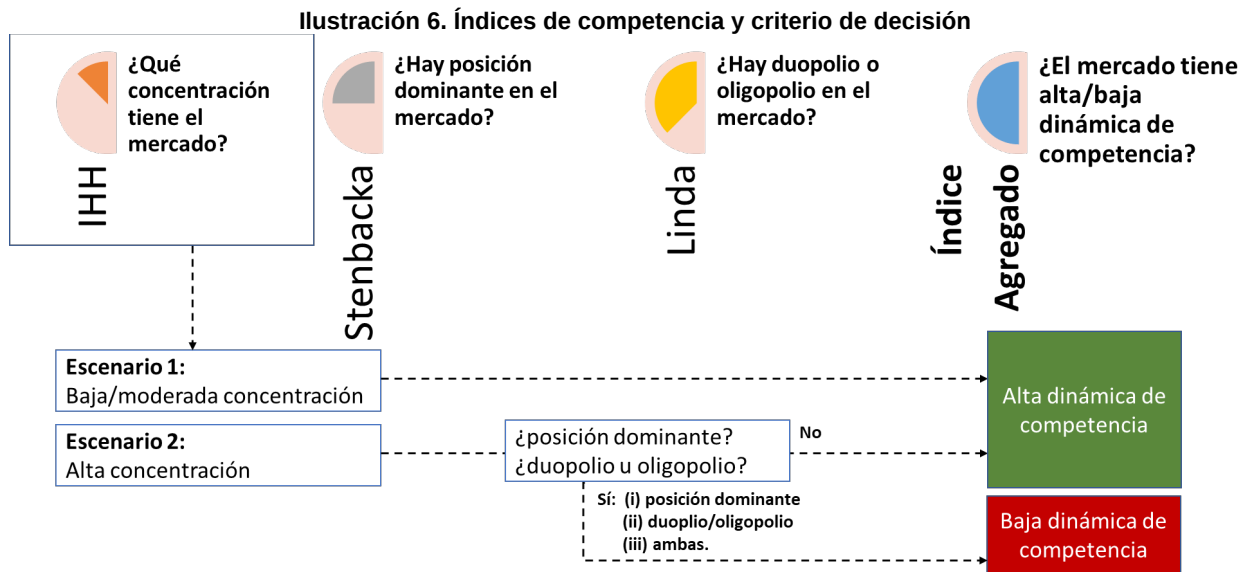 Ilustración 6. Índices de competencia y criterio de decisión
¿Qué
concentración
tiene el
mercado?
IHH
¿Hay posición
dominante en el
mercado?
Stenbacka
¿Hay duopolio o
oligopolio en el
mercado?
Linda
¿El mercado tiene
alta/baja
dinámica de
competencia?
Índice
Agregado
Escenario 1:
Baja/moderada concentración
Escenario 2:
Alta concentración
¿posición dominante?
¿duopolio u oligopolio?
No
Sí: (i) posición dominante
(ii) duoplio/oligopolio
(iii) ambas.
Alta dinámica de
competencia
Baja dinámica de
competencia